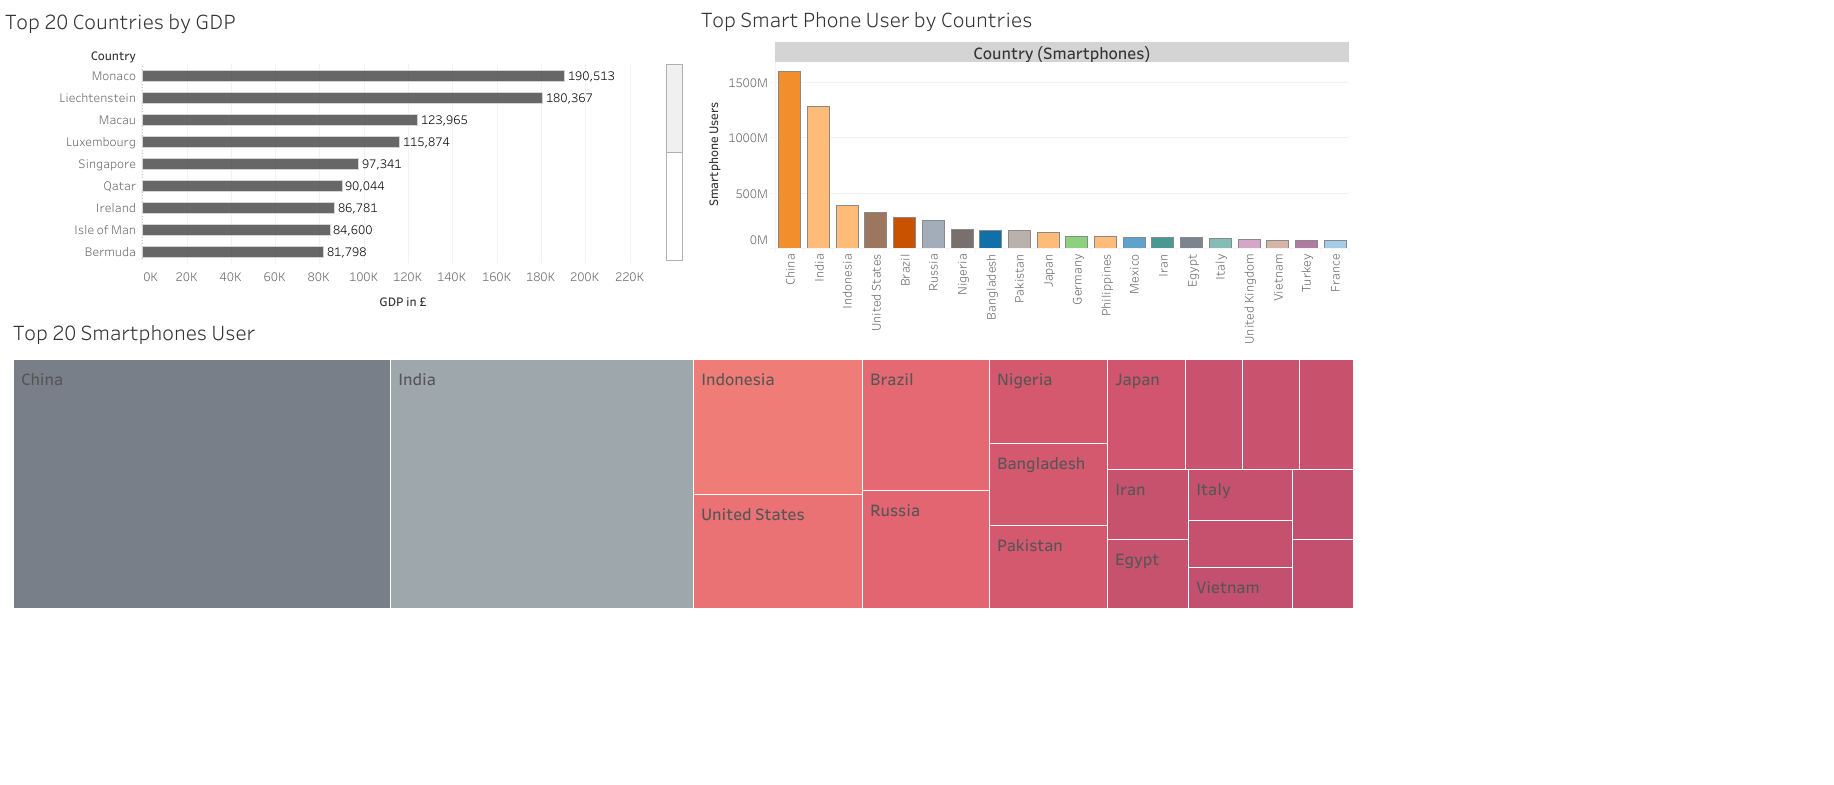 Top 20 Countries by GDP
Country
Monaco 190,513
Liechtenstein 180,367
Macau 123,965
Luxembourg 115,874
Singapore 97,341
Qatar 90,044
Ireland 86,781
Isle of Man 84,600
Bermuda 81,798
0K 20K 40K 60K 80K 100K 120K 140K 160K 180K 200K 220K
GDP in £
Top Smart Phone User by Countries
Country (Smartphones)
Smartphone Users
1500M
1000M
500M
0M
China
India
Indonesia
United States
Brazil
Russia
Nigeria
Bangladesh
Pakistan
Japan
Germany
Philippines
Mexico
Iran
Egypt
Italy
United Kingdom
Vietnam
Turkey
France
Top 20 Smartphones User
China
India
Indonesia
United States
Brazil
Russia
Nigeria
Bangladesh
Pakistan
Japan
Iran
Egypt
Italy
Vietnam